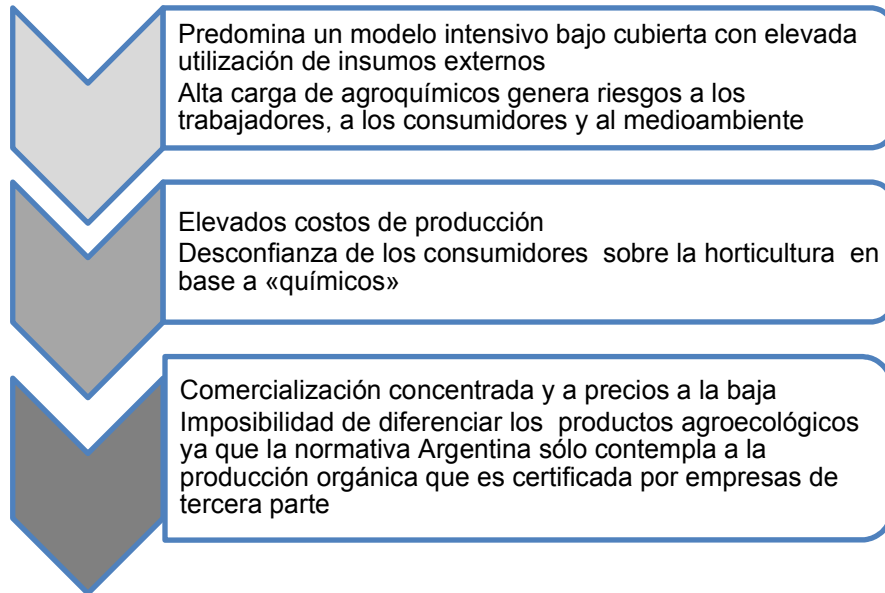 Predomina un modelo intensivo bajo cubierta con elevada
utilización de insumos externos
Alta carga de agroquímicos genera riesgos a los
trabajadores, a los consumidores y al medioambiente
Elevados costos de producción
Desconfianza de los consumidores sobre la horticultura en
base a «químicos»
Comercialización concentrada y a precios a la baja
Imposibilidad de diferenciar los productos agroecológicos
ya que la normativa Argentina sólo contempla a la
producción orgánica que es certificada por empresas de
tercera parte